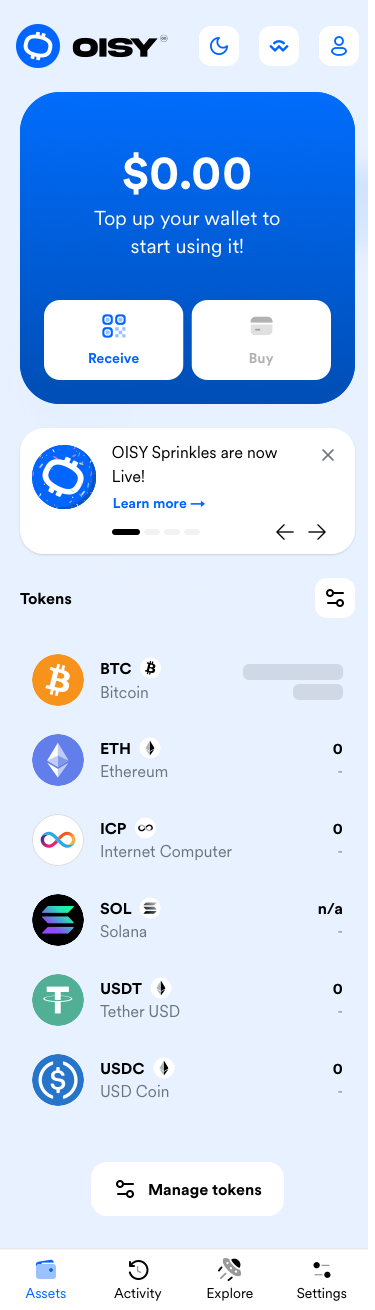 OISY
$0.00
Top up your wallet to
start using it!
Receive
Buy
OISY Sprinkles are now
Live!
Learn more →
Tokens
BTC
Bitcoin
ETH
0
Ethereum
-
ICP
0
Internet Computer
-
SOL
n/a
Solana
-
USDT
0
Tether USD
-
USDC
0
USD Coin
-
Manage tokens
Assets
Activity
Explore
Settings